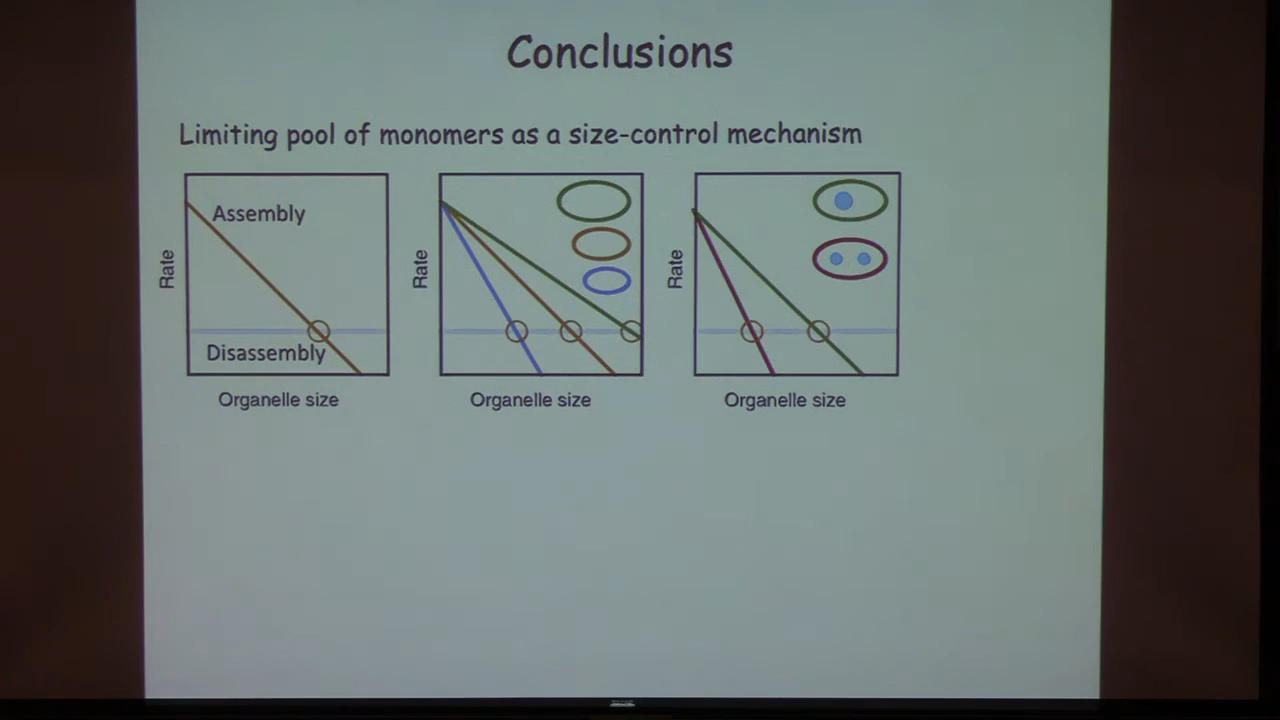 Conclusions
Limiting pool of monomers as a size-control mechanism
Assembly
Disassembly
Rate
Organelle size
Rate
Organelle size
Rate
Organelle size